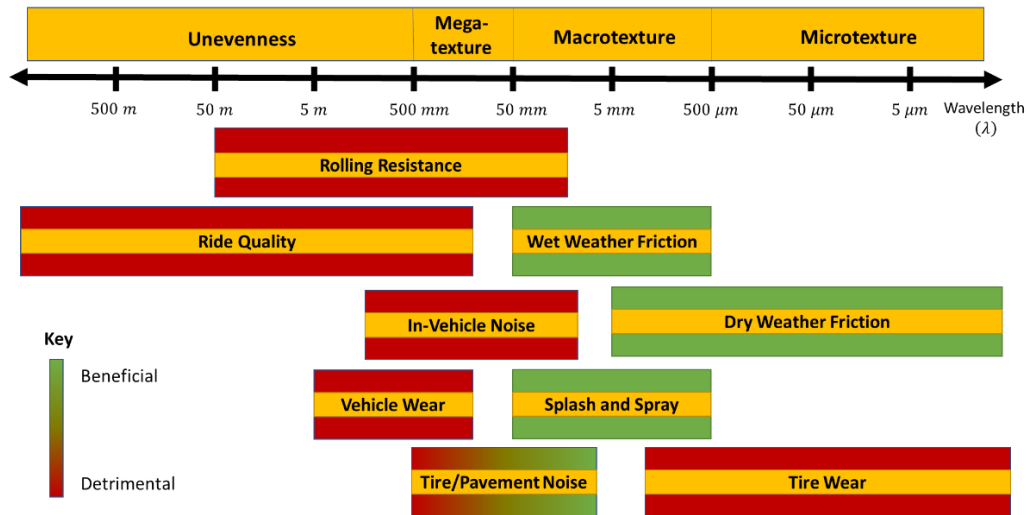 Unevenness
Mega-
texture
Macrotexture
Microtexture
500 m
50 m
5 m
500 mm
50 mm
5 mm
500 μm
50 μm
5 μm
Wavelength
(λ)
Rolling Resistance
Ride Quality
Wet Weather Friction
In-Vehicle Noise
Dry Weather Friction
Key
Beneficial
Detrimental
Vehicle Wear
Splash and Spray
Tire/Pavement Noise
Tire Wear